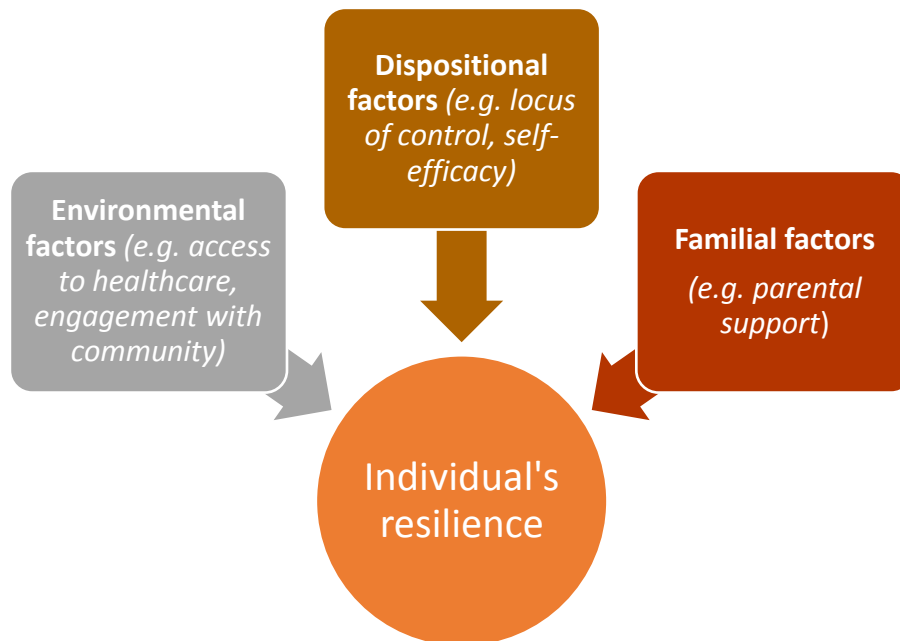 Dispositional
factors (e.g. locus
of control, self-
efficacy)
Environmental
factors (e.g. access
to healthcare,
engagement with
community)
Familial factors
(e.g. parental
support)
Individual's
resilience